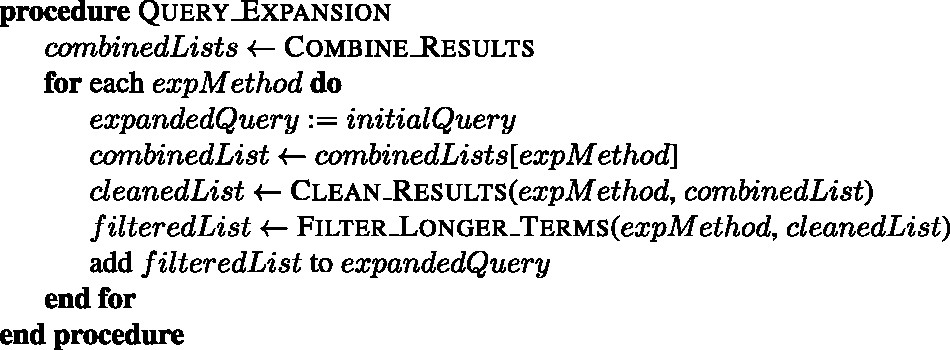 procedure QUERY_EXPANSION
combinedLists ← COMBINE_RESULTS
for each expMethod do
expandedQuery := initialQuery
combinedList ← combinedLists[expMethod]
cleanedList ← CLEAN_RESULTS(expMethod, combinedList)
filteredList ← FILTER_LONGER_TERMS(expMethod, cleanedList)
add filteredList to expandedQuery
end for
end procedure